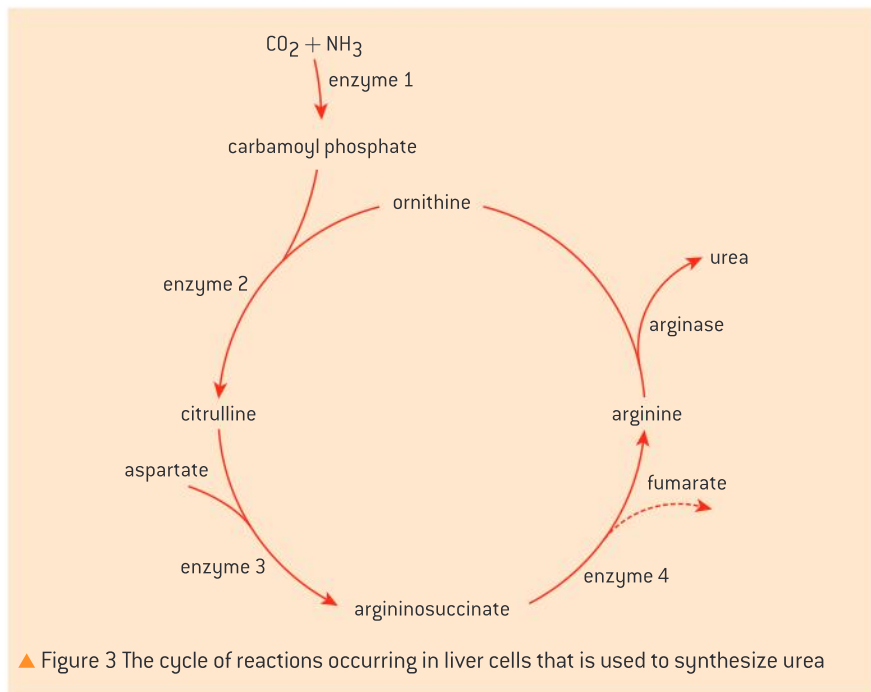 CO2 + NH3
enzyme 1
carbamoyl phosphate
ornithine
urea
enzyme 2
arginase
citrulline
arginine
aspartate
fumarate
enzyme 3
enzyme 4
argininosuccinate
▲ Figure 3 The cycle of reactions occurring in liver cells that is used to synthesize urea